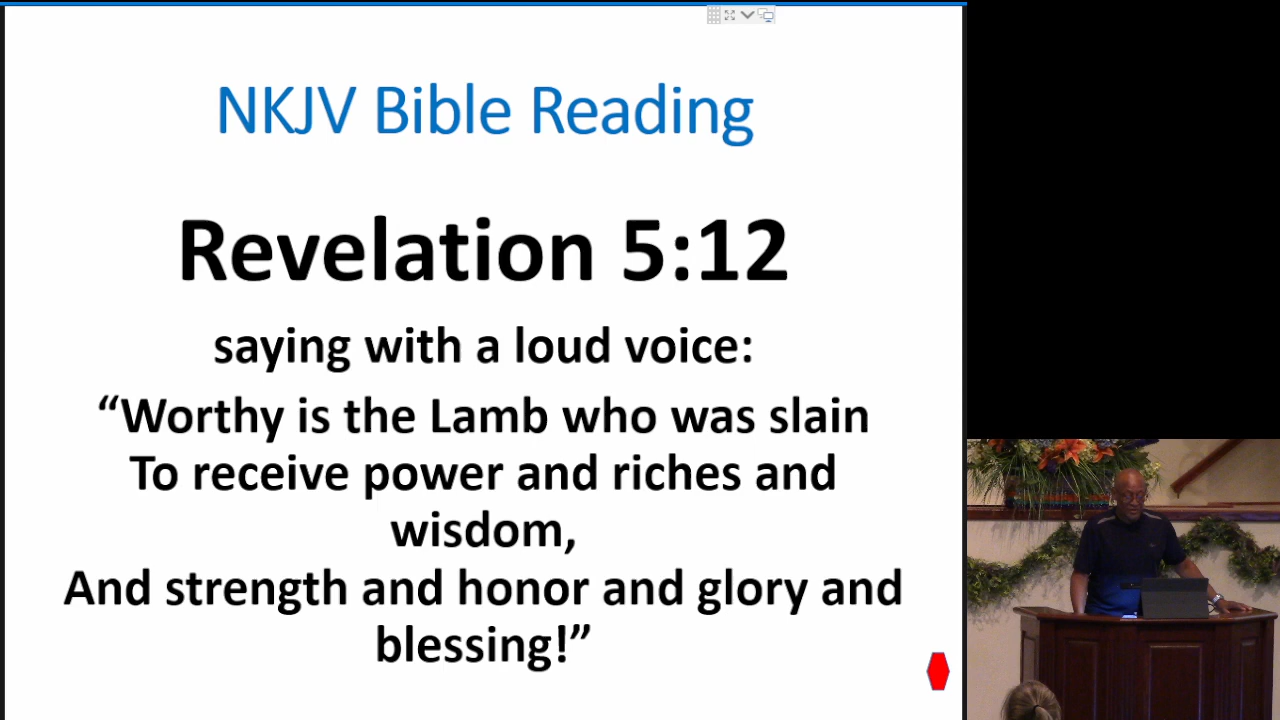 NKJV Bible Reading
Revelation 5:12
saying with a loud voice:
“Worthy is the Lamb who was slain
To receive power and riches and
wisdom,
And strength and honor and glory and
blessing!”